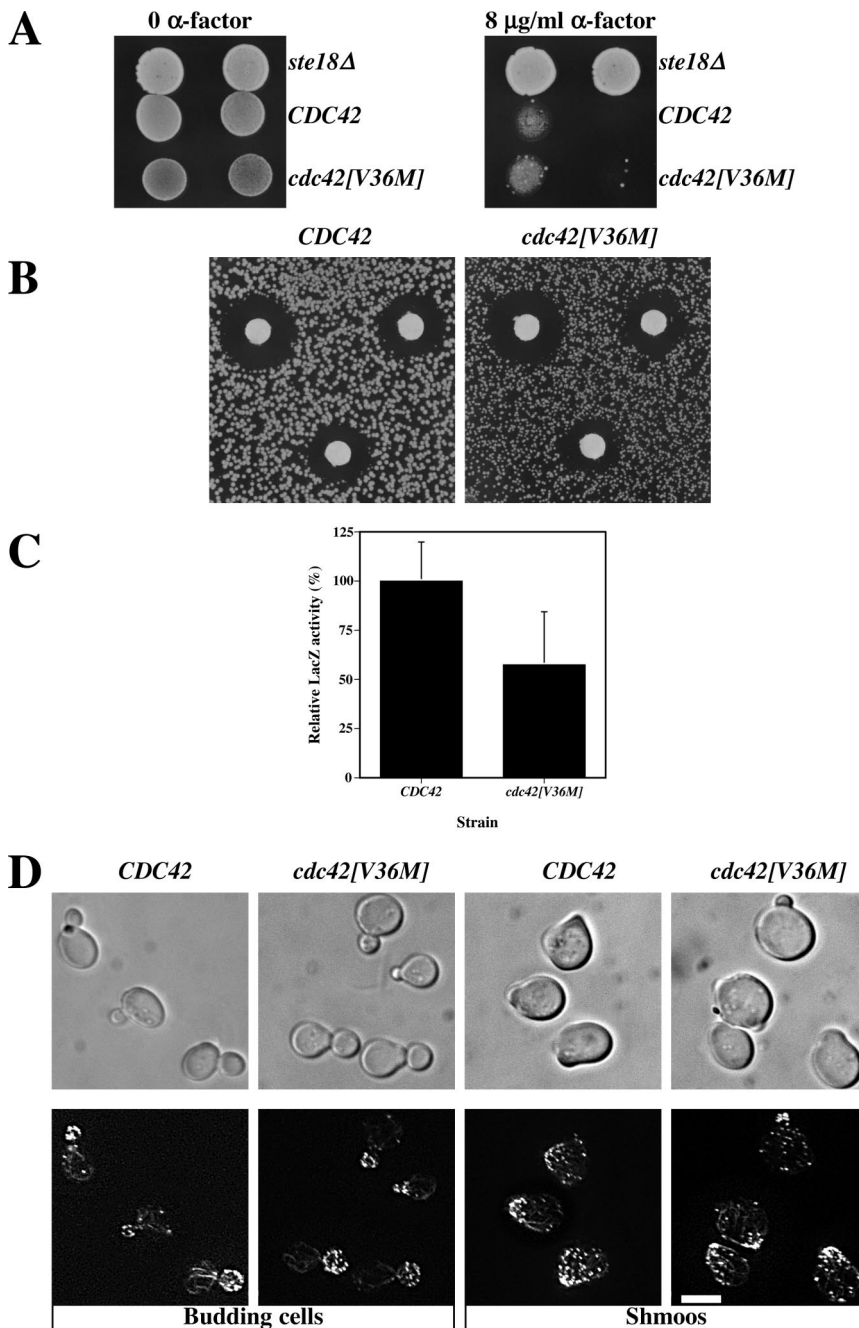 A
0 α-factor
8 μg/ml α-factor
ste18Δ
CDC42
cdc42[V36M]
ste18Δ
CDC42
cdc42[V36M]
B
CDC42
cdc42[V36M]
C
Relative LacZ activity (%)
125
100
75
50
25
0
CDC42
cdc42[V36M]
Strain
D
CDC42
cdc42[V36M]
CDC42
cdc42[V36M]
Budding cells
Shmoos